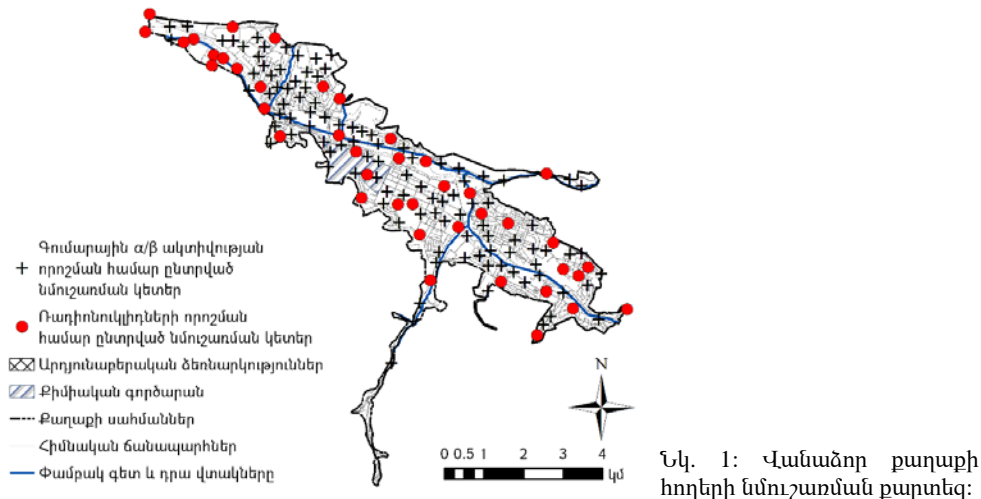 Գումարային α/β ակտիվության
որոշման համար ընտրված
նմուշառման կետեր
Ռադիոնուկլիդների որոշման
համար ընտրված նմուշառման կետեր
Արդյունաբերական ձեռնարկություններ
Քիմիական գործարան
Քաղաքի սահմաններ
Հիմնական ճանապարհներ
Փամբակ գետ և դրա վտակները
N
0 0.5 1 2 3 4
կմ
Նկ. 1: Վանաձոր քաղաքի
հողերի նմուշառման քարտեզ: